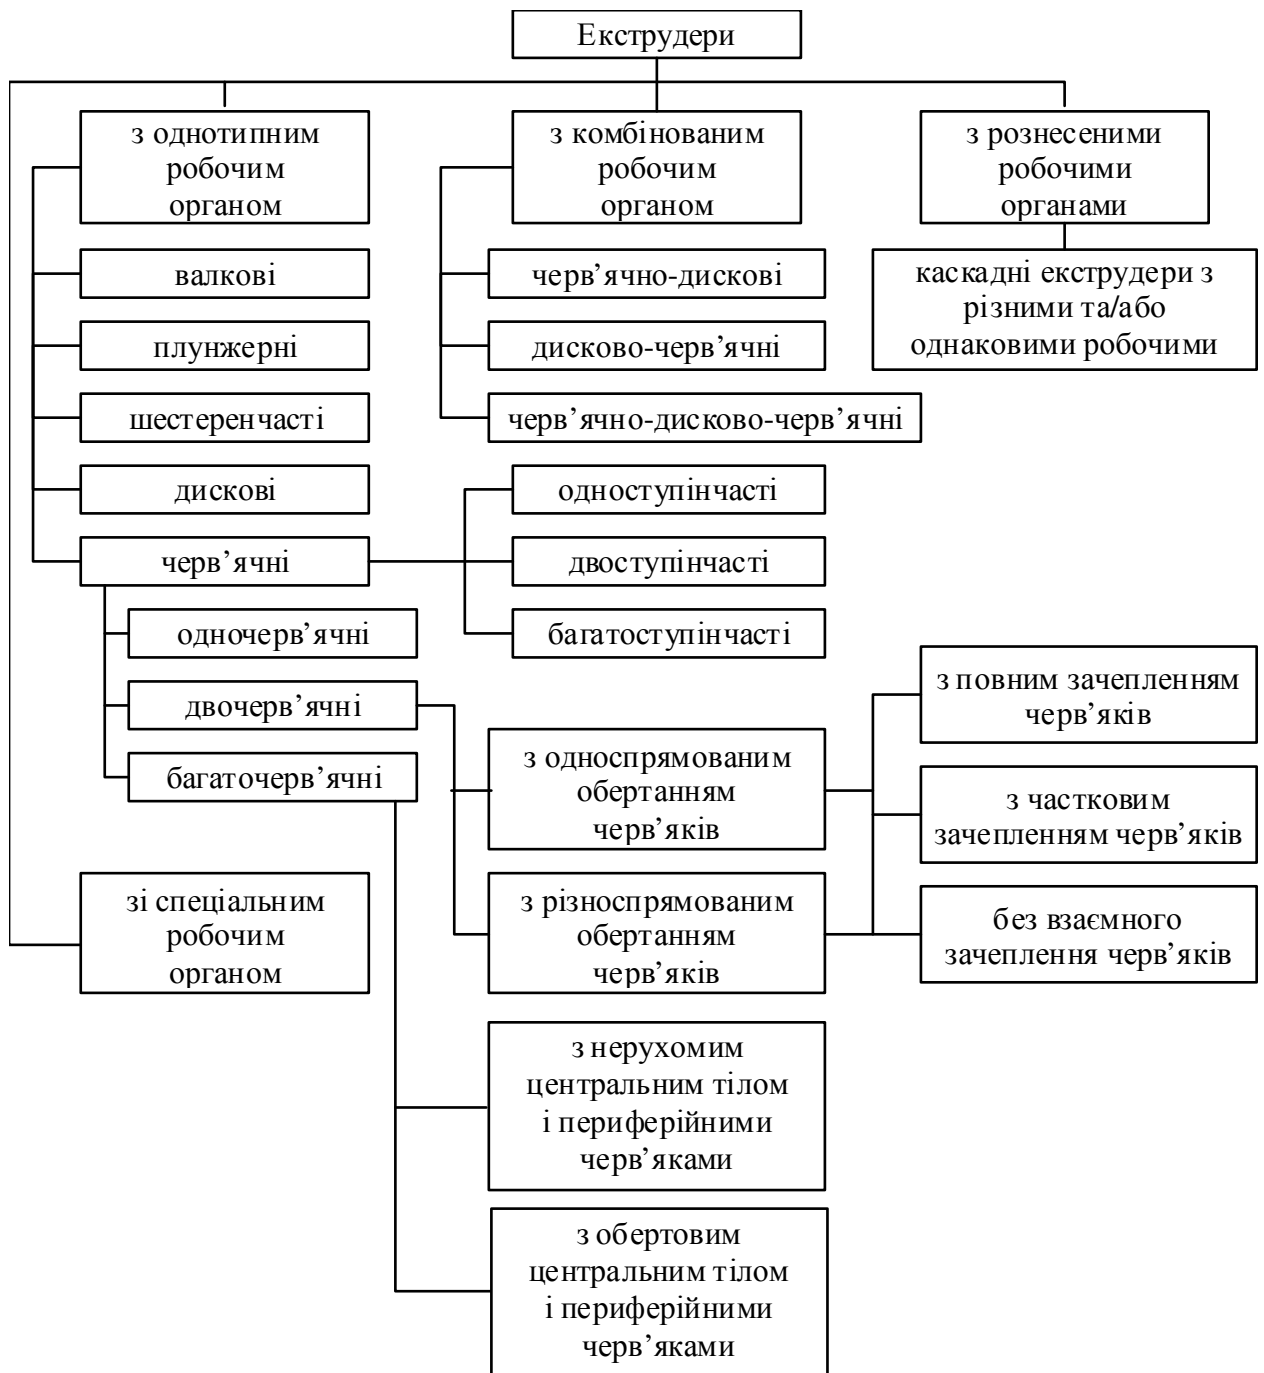 Екструдери
з однотипним
робочим
органом
з комбінованим
робочим
органом
з рознесеними
робочими
органами
валкові
плунжерні
шестеренчасті
дискові
черв’ячні
черв’ячно-дискові
дисково-черв’ячні
черв’ячно-дисково-черв’ячні
каскадні екструдери з
різними та/або
однаковими робочими
одноступінчасті
двоступінчасті
багатоступінчасті
одночерв’ячні
двочерв’ячні
багаточерв’ячні
з односпрямованим
обертанням
черв’яків
з різноспрямованим
обертанням
черв’яків
з повним зачепленням
черв’яків
з частковим
зачепленням черв’яків
без взаємного
зачеплення черв’яків
зі спеціальним
робочим
органом
з нерухомим
центральним тілом
і периферійними
черв’яками
з обертовим
центральним тілом
і периферійними
черв’яками